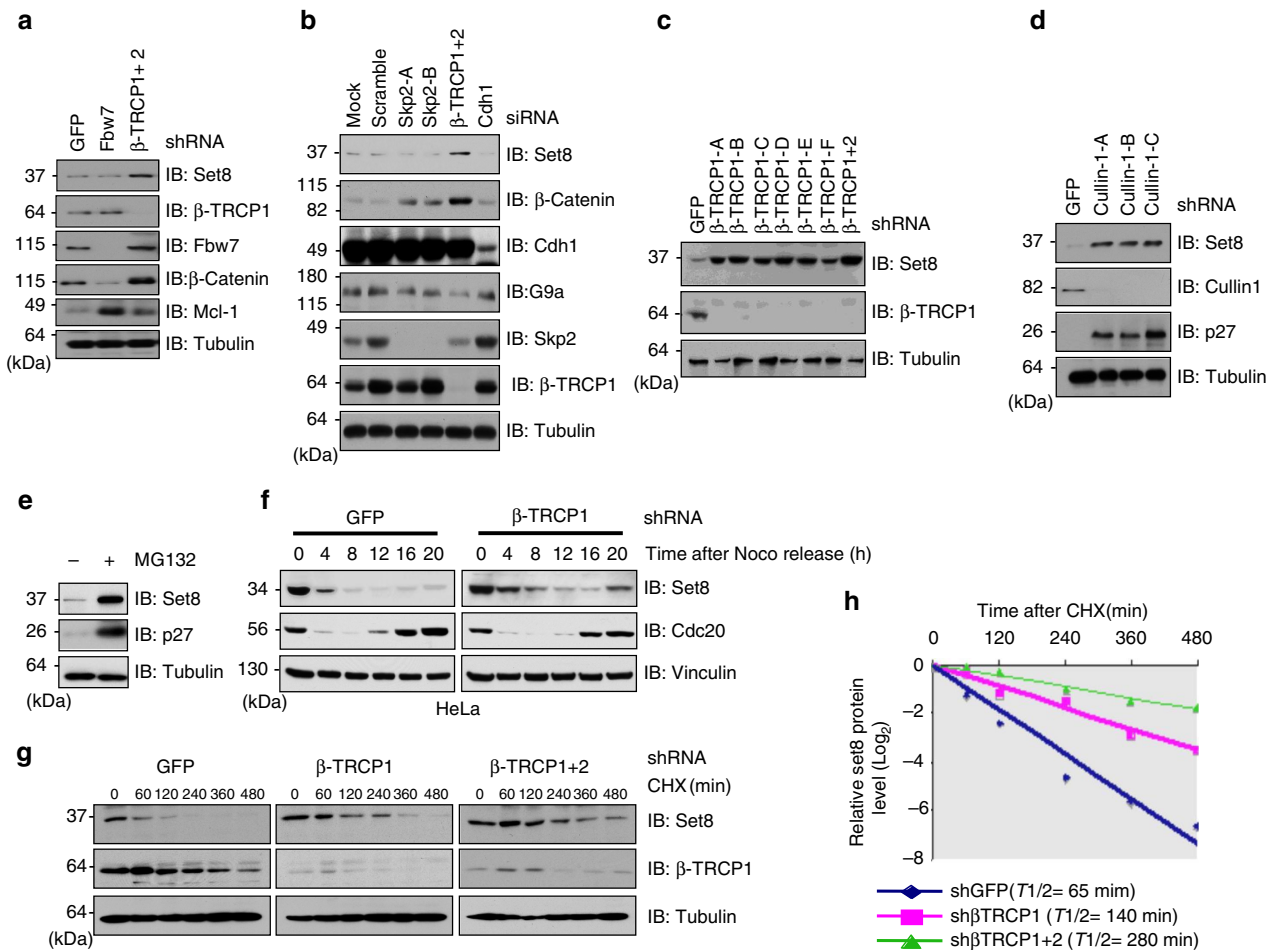 a
GFP
Fbw7
β-TRCP1+ 2
shRNA
37
IB: Set8
64
IB: β-TRCP1
115
IB: Fbw7
115
IB:β-Catenin
49
IB: Mcl-1
64
IB: Tubulin
(kDa)
b
Mock
Scramble
Skp2-A
Skp2-B
β-TRCP1+2
Cdh1
siRNA
37
IB: Set8
115
82
IB: β-Catenin
49
IB: Cdh1
180
115
IB:G9a
49
IB: Skp2
64
IB: β-TRCP1
64
IB: Tubulin
(kDa)
c
GFP
β-TRCP1-A
β-TRCP1-B
β-TRCP1-C
β-TRCP1-D
β-TRCP1-E
β-TRCP1-F
β-TRCP1+2
shRNA
37
IB: Set8
64
IB: β-TRCP1
64
IB: Tubulin
(kDa)
d
GFP
Cullin-1-A
Cullin-1-B
Cullin-1-C
shRNA
37
IB: Set8
82
IB: Cullin1
26
IB: p27
64
IB: Tubulin
(kDa)
e
– + MG132
37
IB: Set8
26
IB: p27
64
IB: Tubulin
(kDa)
f
GFP β-TRCP1 shRNA
0 4 8 12 16 20 0 4 8 12 16 20 Time after Noco release (h)
34
IB: Set8
56
IB: Cdc20
130
IB: Vinculin
(kDa)
HeLa
g
GFP β-TRCP1 β-TRCP1+2 shRNA
0 60 120 240 360 480 0 60 120 240 360 480 0 60 120 240 360 480 CHX(min)
37
IB: Set8
64
IB: β-TRCP1
64
IB: Tubulin
(kDa)
h
Time after CHX(min)
0 120 240 360 480
0
–2
–4
–6
–8
Relative set8 protein
level (Log2)
shGFP(T1/2= 65 mim)
shβTRCP1 (T1/2= 140 min)
shβTRCP1+2 (T1/2= 280 min)